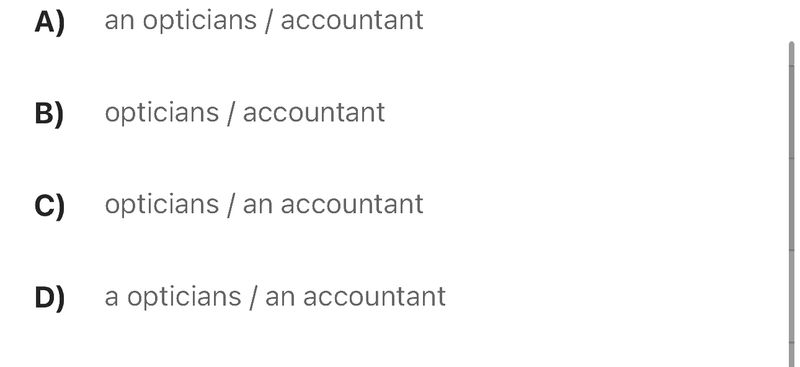 A) an opticians / accountant
B) opticians / accountant
C) opticians / an accountant
D) a opticians / an accountant